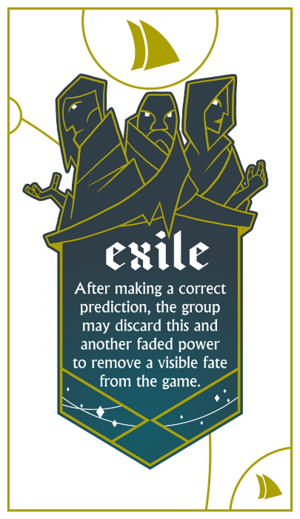 exile
After making a correct
prediction, the group
may discard this and
another faded power
to remove a visible fate
from the game.